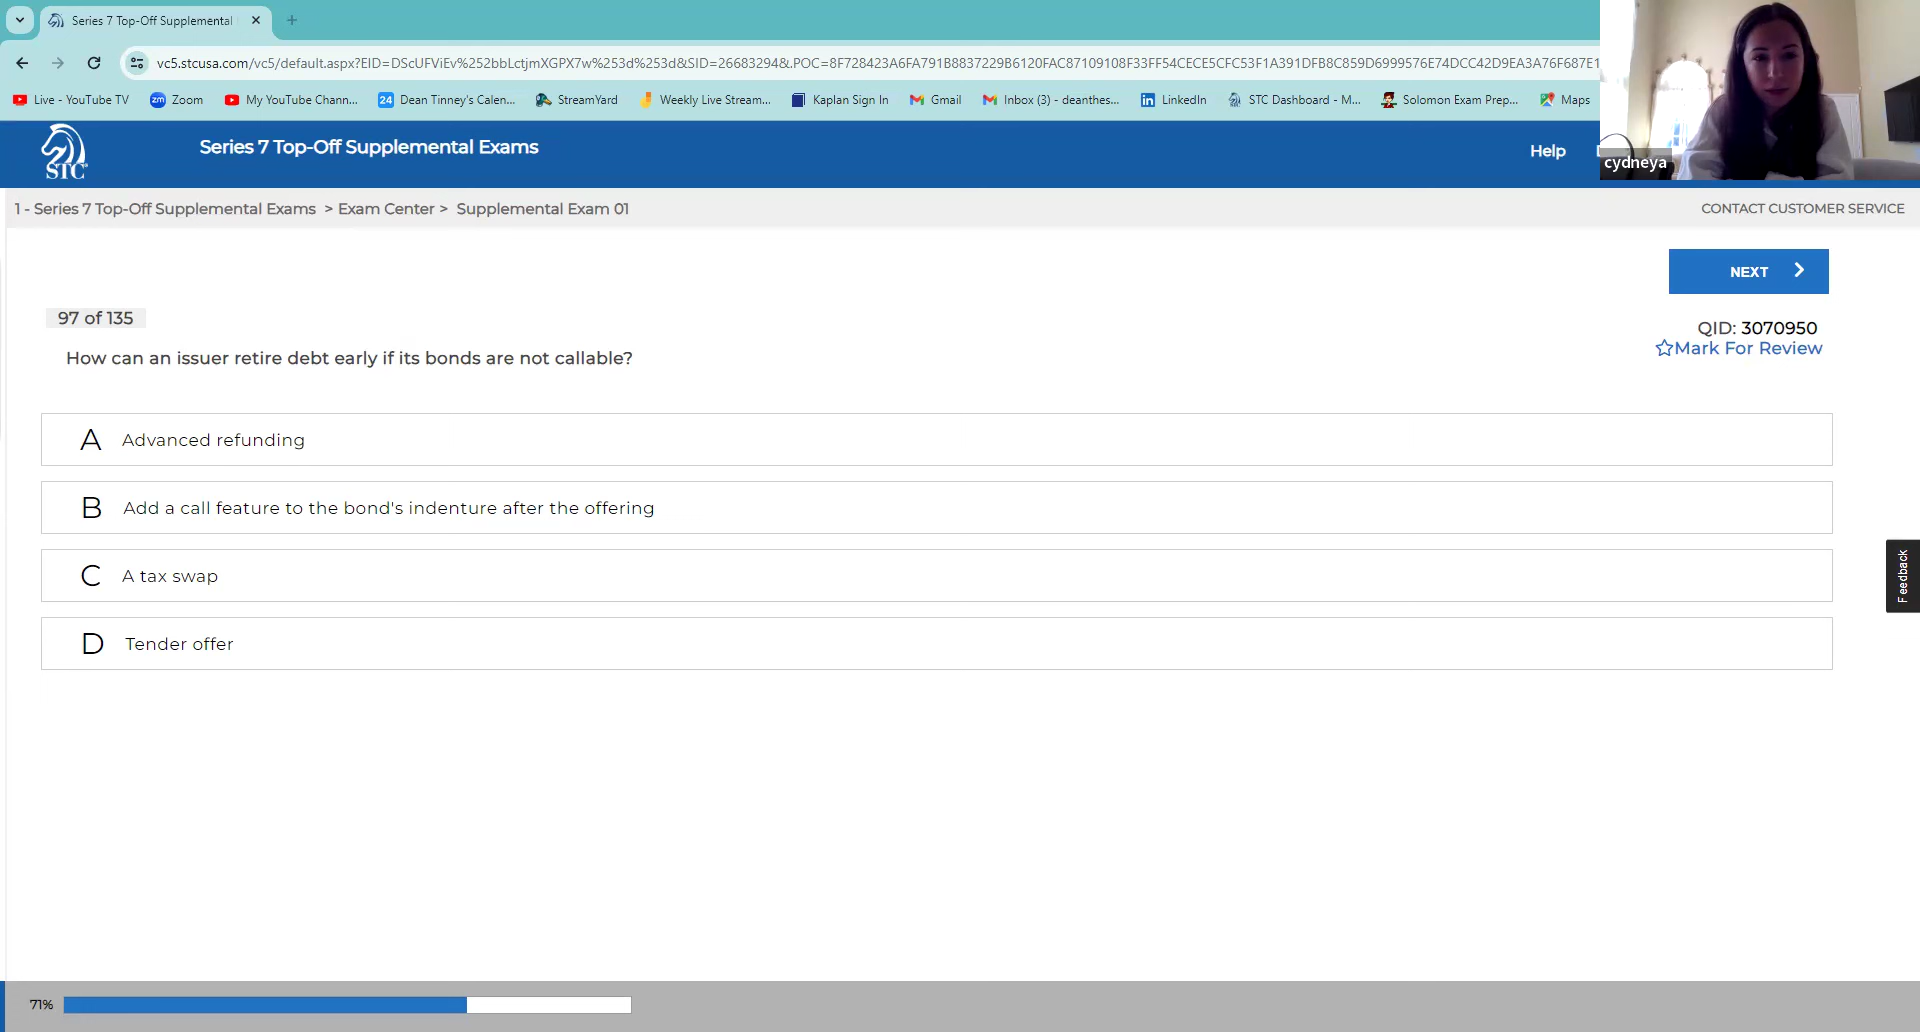 Series 7 Top-Off Supplemental
vc5.stcusa.com/vc5/default.aspx?EID=DScUFViEv%252bbLctjmXGPX7w%253d%253d&SID=26683294&.POC=8F728423A6FA791B8837229B6120FAC87109108F33FF54CECE5CFC53F1A391DFB8C859D6999576E74DCC42D9EA3A76F687E1
Live - YouTube TV
Zoom
My YouTube Chann...
24 Dean Tinney's Calen...
StreamYard
Weekly Live Stream...
Kaplan Sign In
Gmail
Inbox (3) - deanthes...
LinkedIn
STC Dashboard - M...
Solomon Exam Prep...
Maps
STC
Series 7 Top-Off Supplemental Exams
Help
cydneya
1 - Series 7 Top-Off Supplemental Exams > Exam Center > Supplemental Exam 01
CONTACT CUSTOMER SERVICE
NEXT
97 of 135
QID: 3070950
Mark For Review
How can an issuer retire debt early if its bonds are not callable?
A Advanced refunding
B Add a call feature to the bond's indenture after the offering
C A tax swap
D Tender offer
Feedback
71%